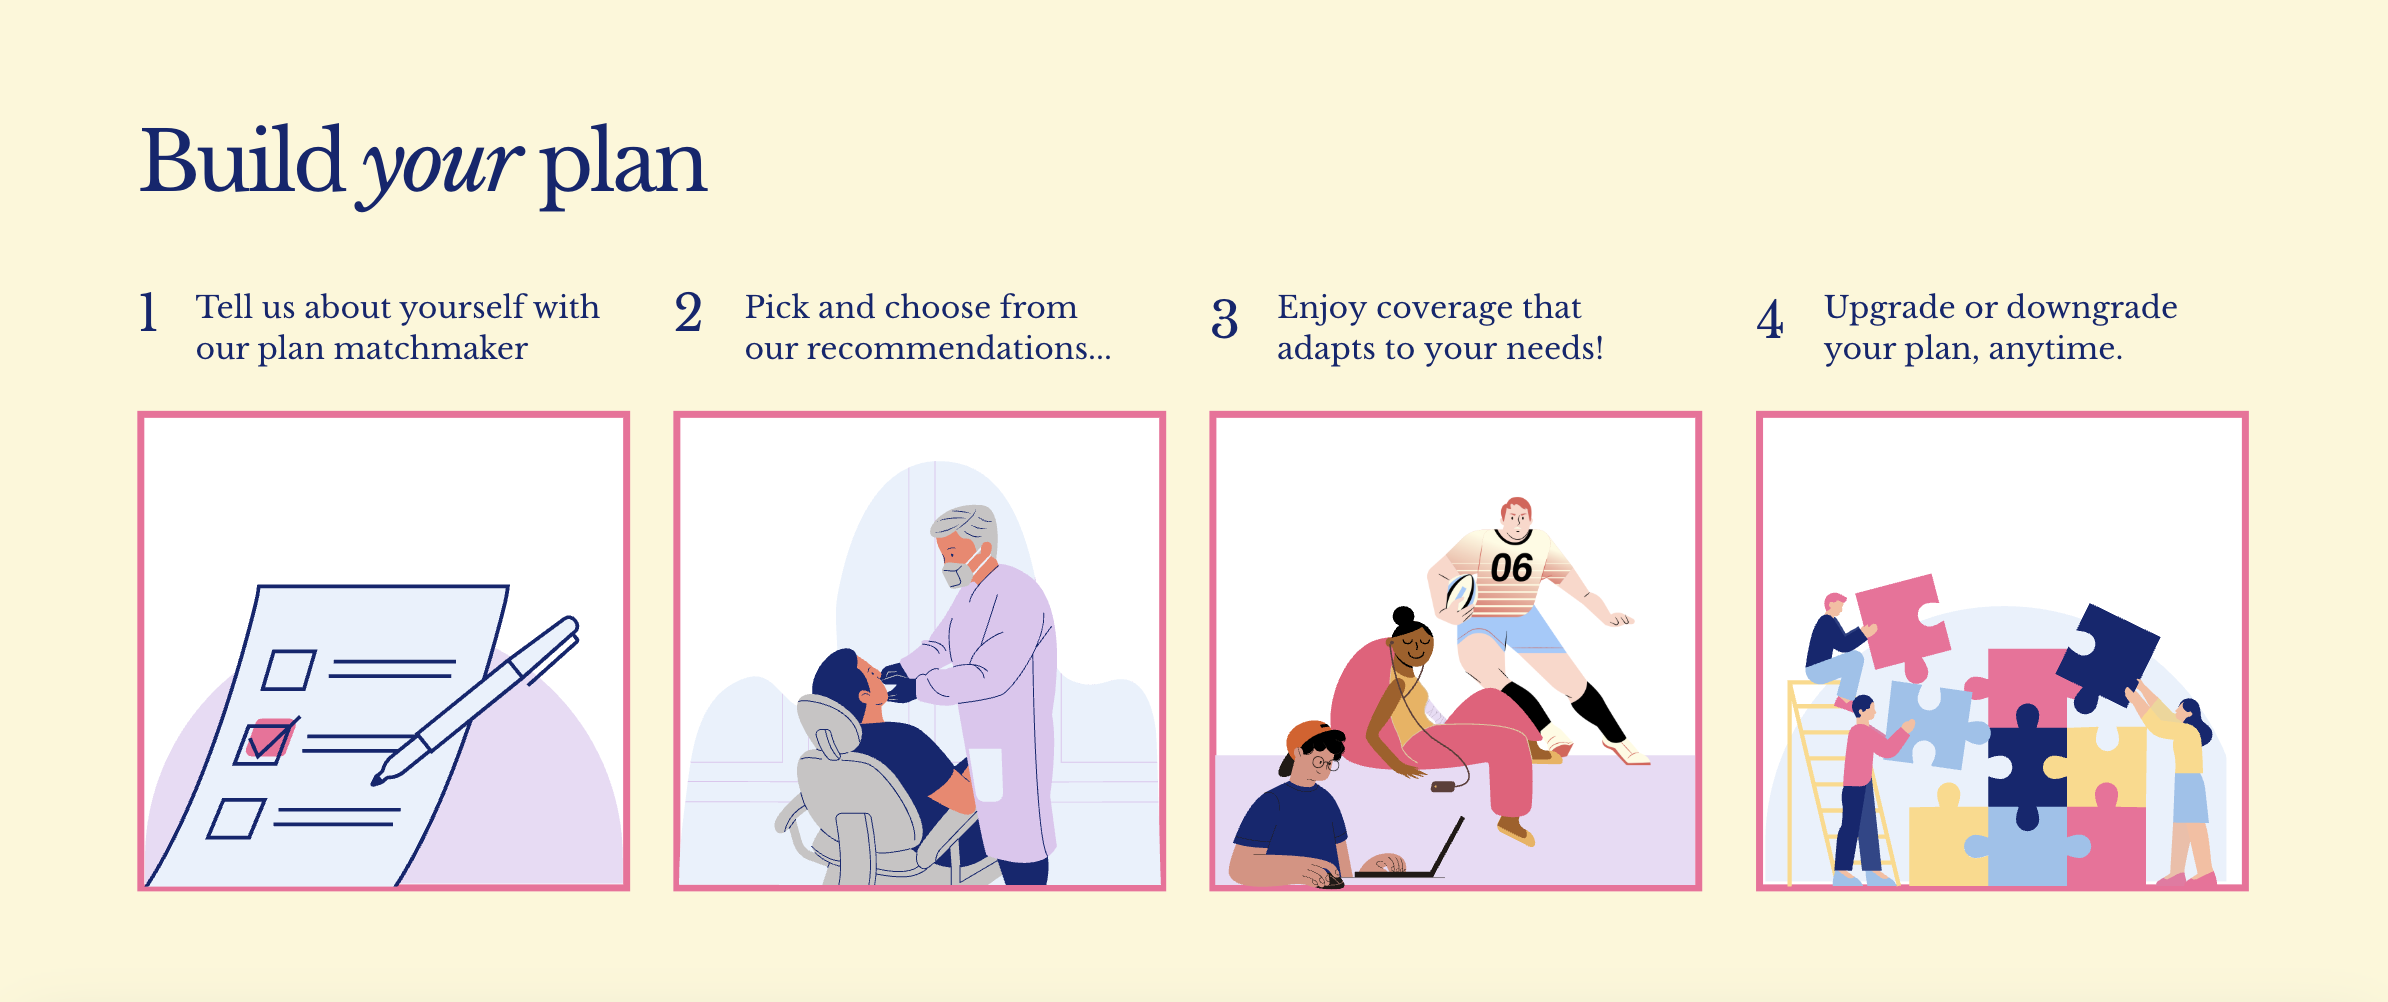 Build your plan
1 Tell us about yourself with
our plan matchmaker
2 Pick and choose from
our recommendations...
3 Enjoy coverage that
adapts to your needs!
4 Upgrade or downgrade
your plan, anytime.
06